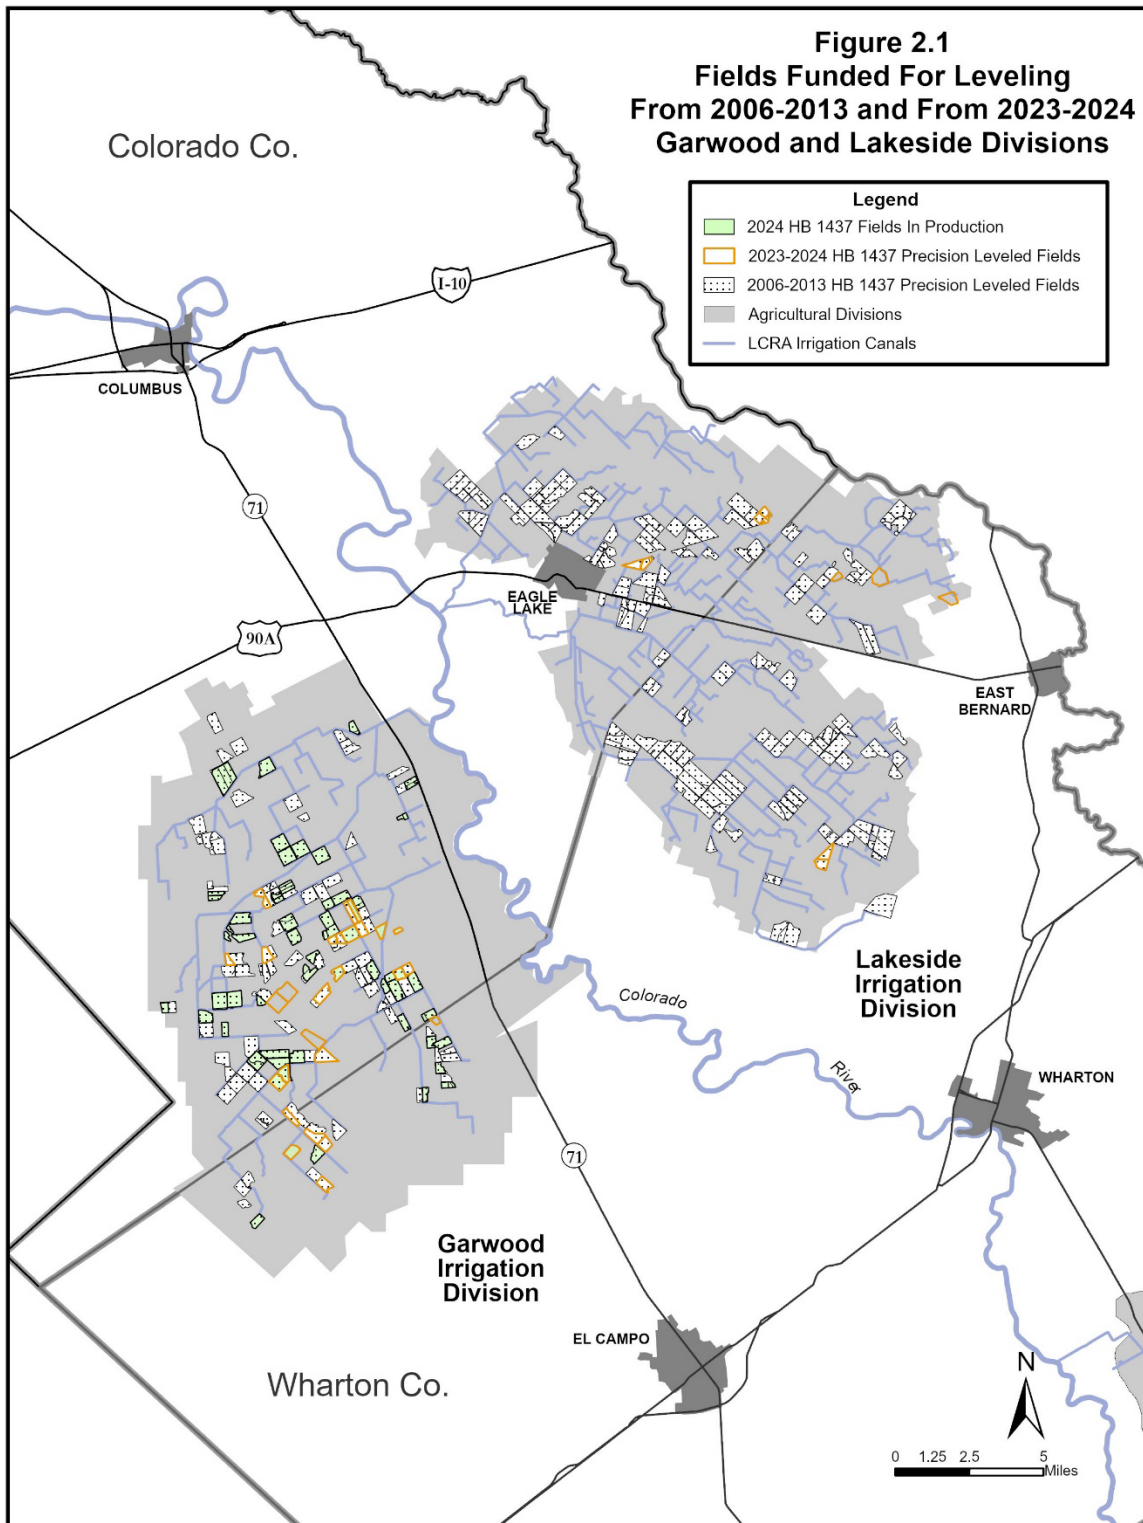 Figure 2.1
Fields Funded For Leveling
From 2006-2013 and From 2023-2024
Garwood and Lakeside Divisions
Colorado Co.
Legend
2024 HB 1437 Fields In Production
2023-2024 HB 1437 Precision Leveled Fields
2006-2013 HB 1437 Precision Leveled Fields
Agricultural Divisions
LCRA Irrigation Canals
I-10
COLUMBUS
71
EAGLE
LAKE
90A
EAST
BERNARD
Lakeside
Irrigation
Division
Colorado
River
WHARTON
71
Garwood
Irrigation
Division
EL CAMPO
Wharton Co.
N
0 1.25 2.5 5
Miles